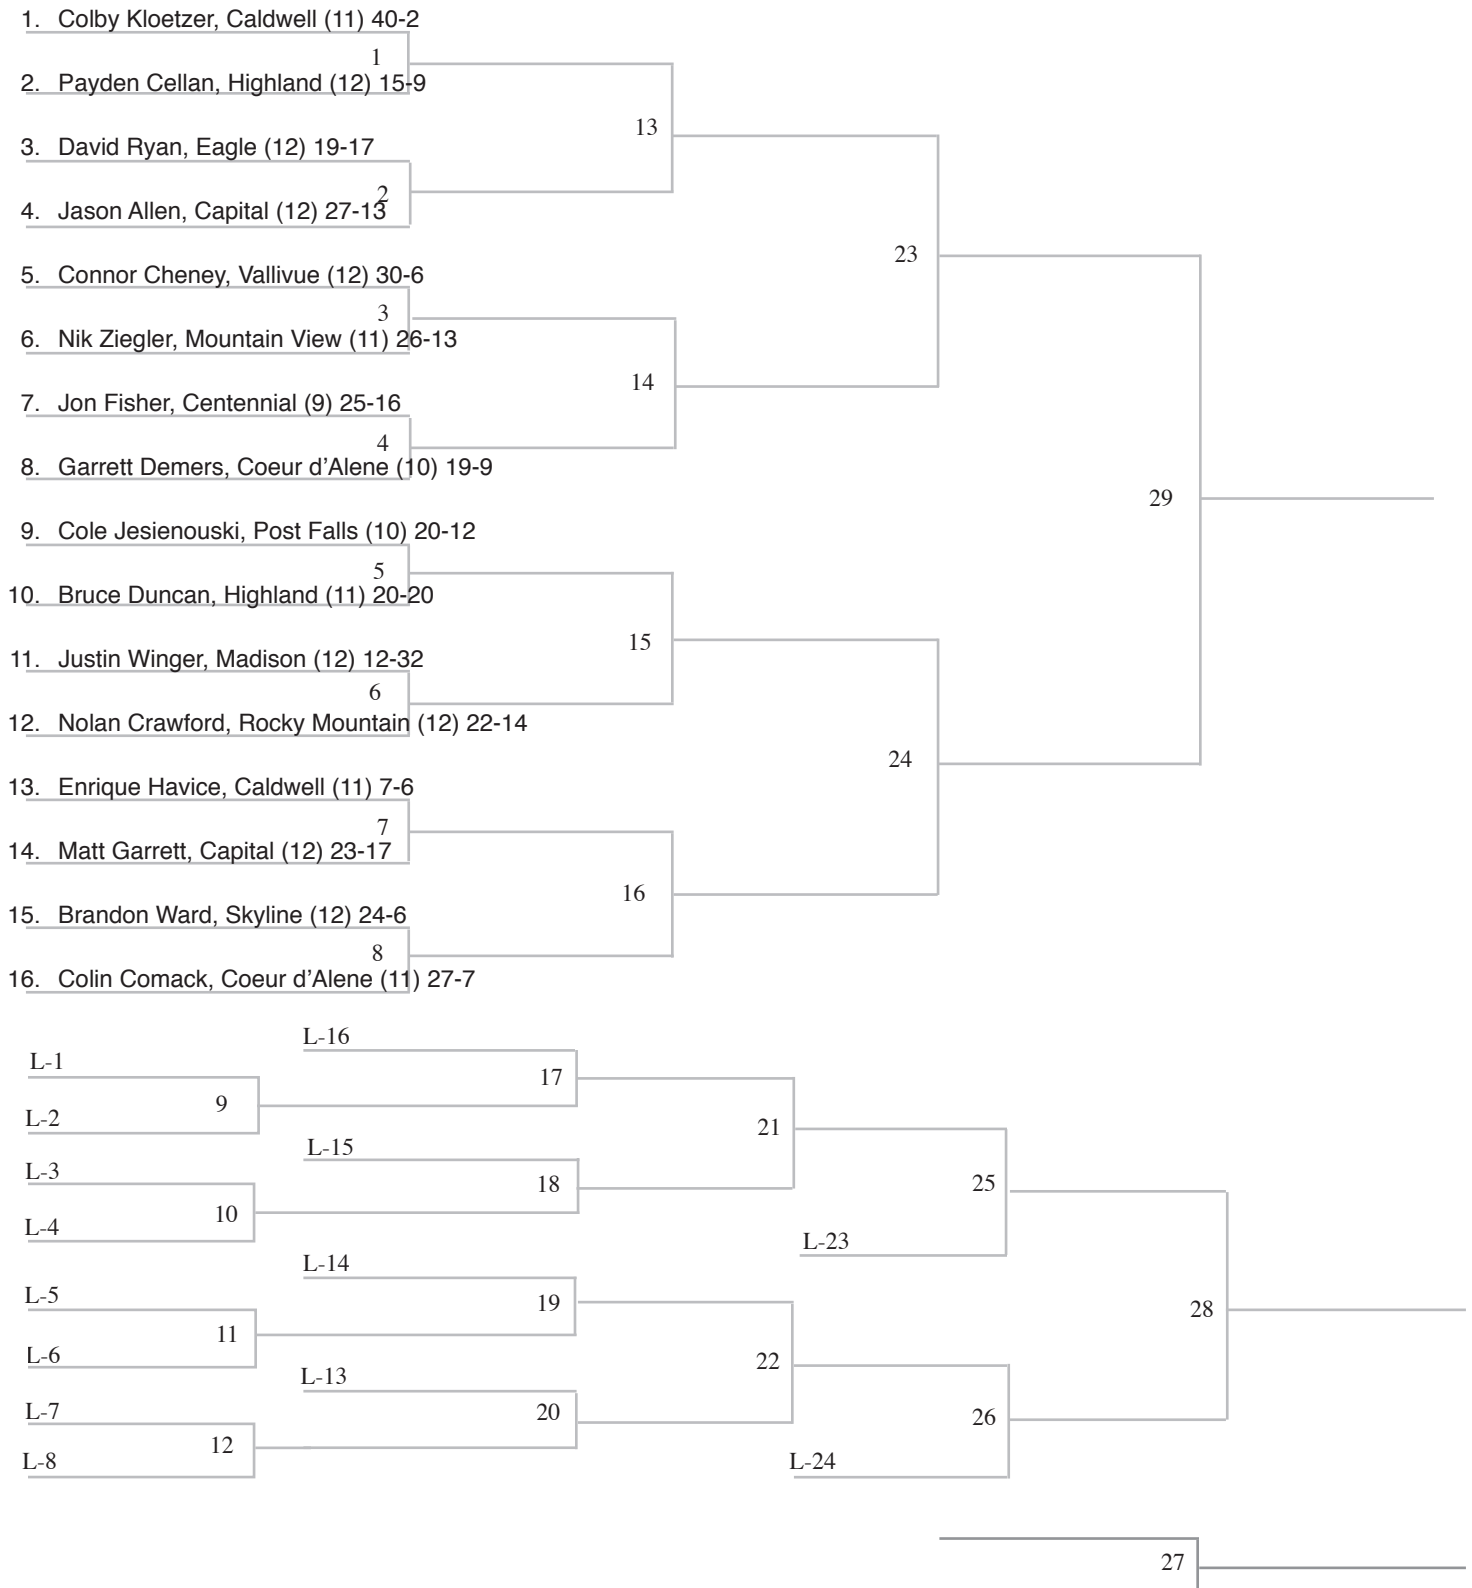 1. Colby Kloetzer, Caldwell (11) 40-2
1
2. Payden Cellan, Highland (12) 15-9
13
3. David Ryan, Eagle (12) 19-17
2
4. Jason Allen, Capital (12) 27-13
23
5. Connor Cheney, Vallivue (12) 30-6
3
6. Nik Ziegler, Mountain View (11) 26-13
14
7. Jon Fisher, Centennial (9) 25-16
4
8. Garrett Demers, Coeur d'Alene (10) 19-9
29
9. Cole Jesienouski, Post Falls (10) 20-12
5
10. Bruce Duncan, Highland (11) 20-20
15
11. Justin Winger, Madison (12) 12-32
6
12. Nolan Crawford, Rocky Mountain (12) 22-14
24
13. Enrique Havice, Caldwell (11) 7-6
7
14. Matt Garrett, Capital (12) 23-17
16
15. Brandon Ward, Skyline (12) 24-6
8
16. Colin Comack, Coeur d'Alene (11) 27-7
L-16
L-1
17
9
L-2
21
L-15
L-3
18
25
10
L-4
L-23
L-14
L-5
19
28
11
L-6
22
L-13
L-7
20
26
12
L-8
L-24
27